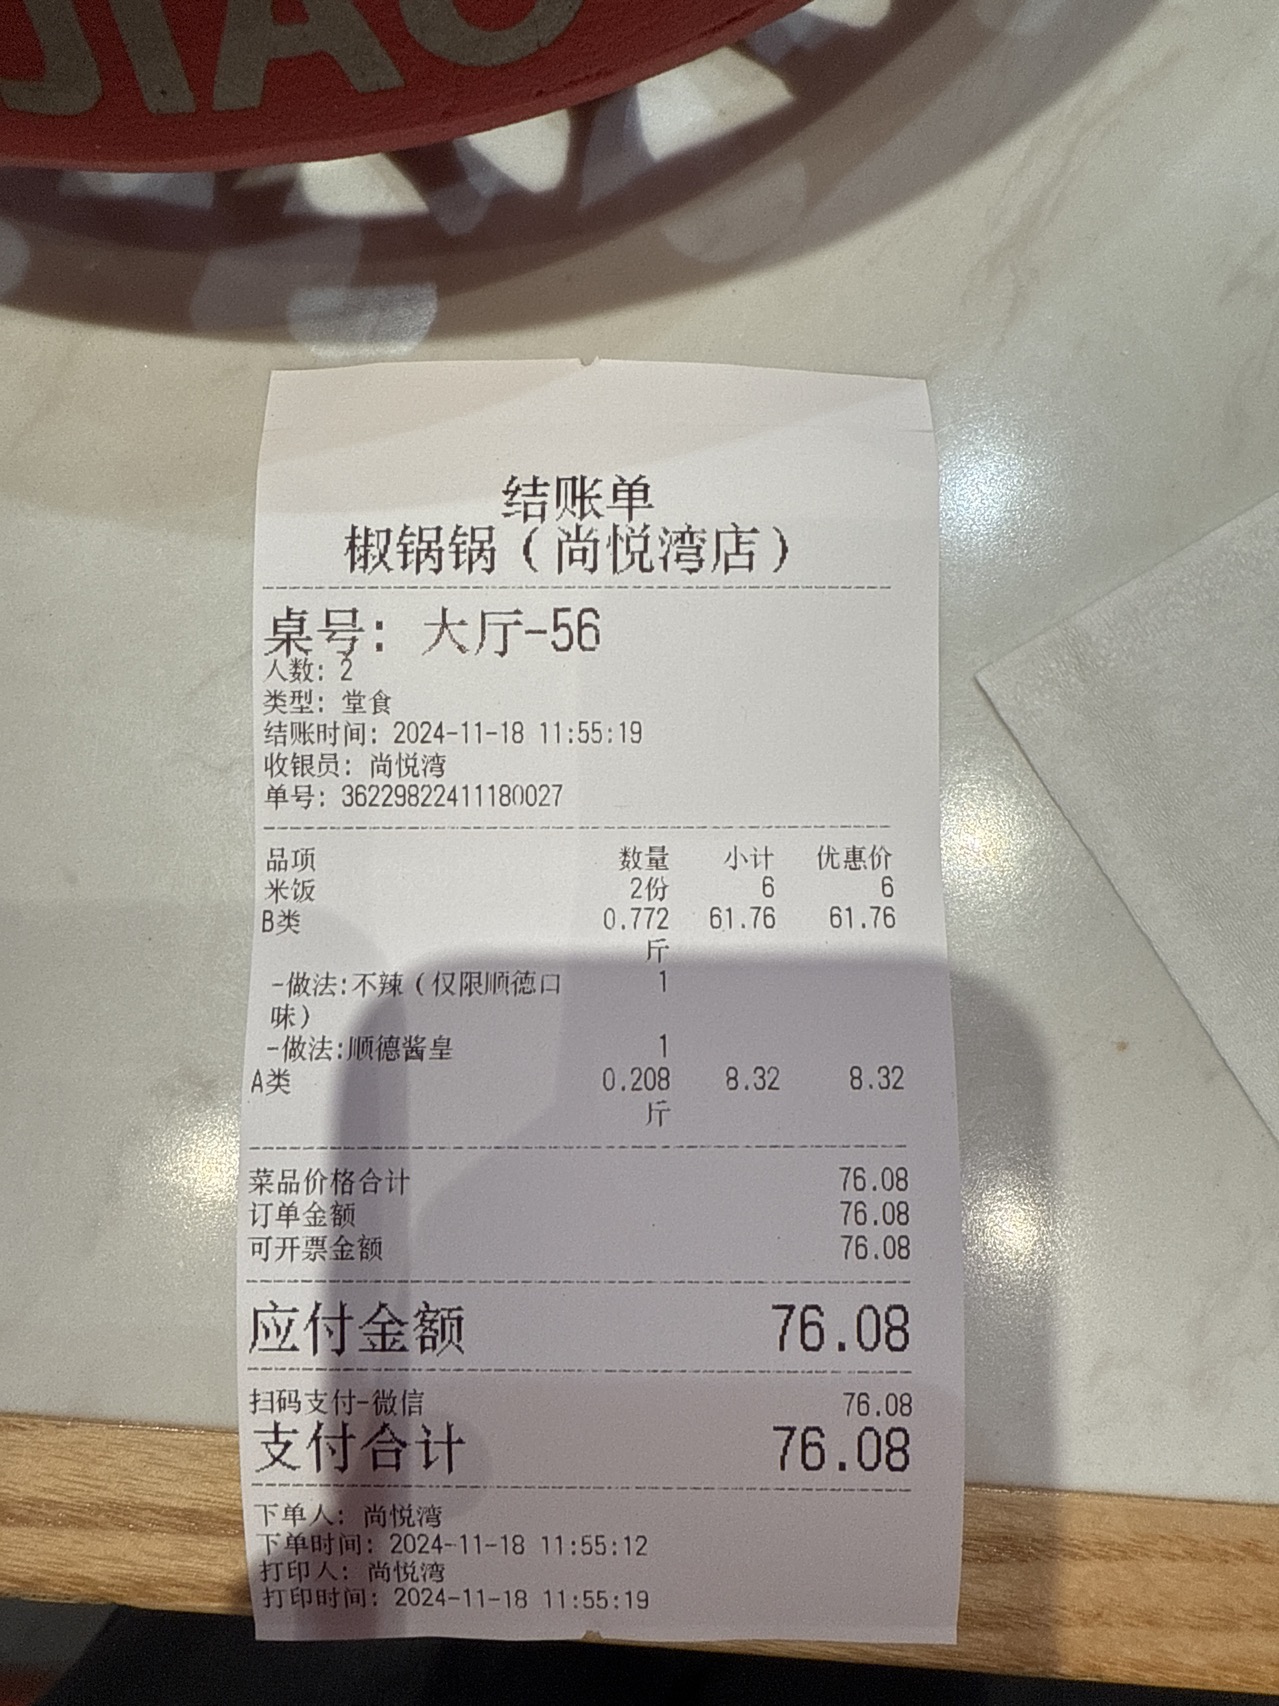 JIAO
结账单
椒锅锅（尚悦湾店）
桌号: 大厅-56
人数: 2
类型: 堂食
结账时间: 2024-11-18 11:55:19
收银员: 尚悦湾
单号: 36229822411180027
品项 数量 小计 优惠价
米饭 2份 6 6
B类 0.772 61.76 61.76
斤
-做法:不辣（仅限顺德口 1
味）
-做法:顺德酱皇 1
A类 0.208 8.32 8.32
斤
菜品价格合计 76.08
订单金额 76.08
可开票金额 76.08
应付金额 76.08
扫码支付-微信 76.08
支付合计 76.08
下单人: 尚悦湾
下单时间: 2024-11-18 11:55:12
打印人: 尚悦湾
打印时间: 2024-11-18 11:55:19